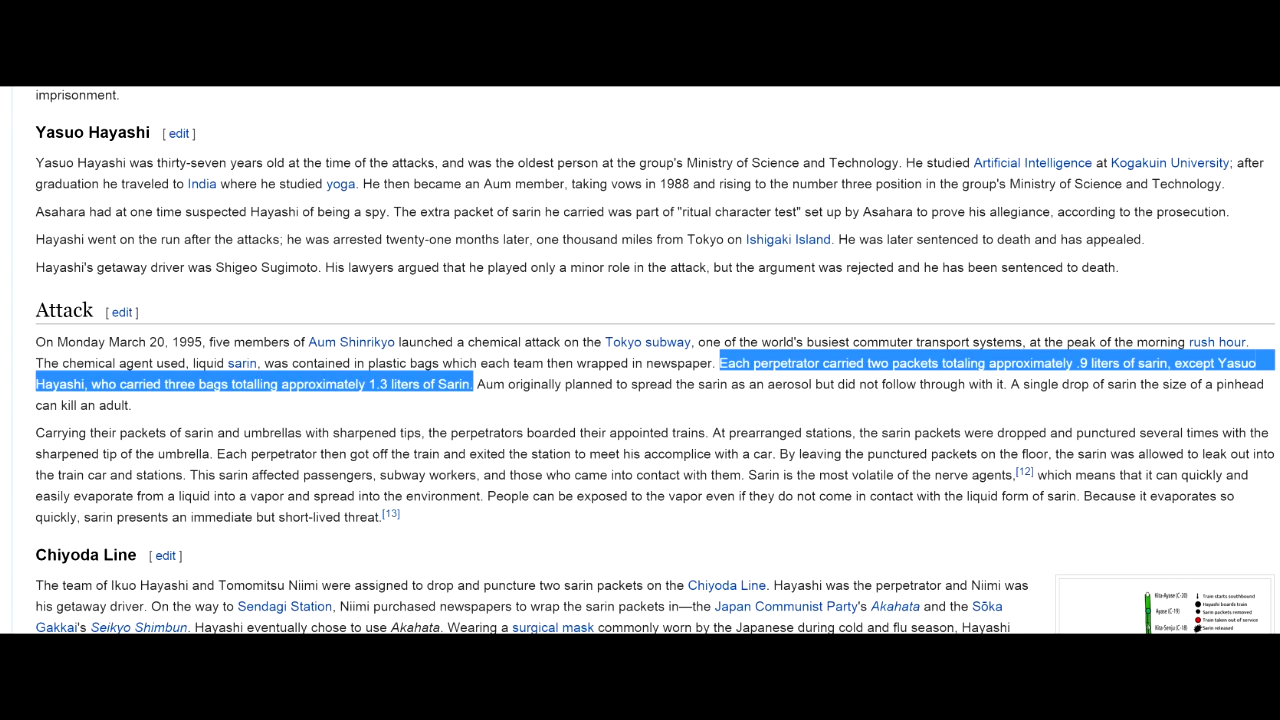 imprisonment.
Yasuo Hayashi [ edit ]
Yasuo Hayashi was thirty-seven years old at the time of the attacks, and was the oldest person at the group's Ministry of Science and Technology. He studied Artificial Intelligence at Kogakuin University; after
graduation he traveled to India where he studied yoga. He then became an Aum member, taking vows in 1988 and rising to the number three position in the group's Ministry of Science and Technology.
Asahara had at one time suspected Hayashi of being a spy. The extra packet of sarin he carried was part of "ritual character test" set up by Asahara to prove his allegiance, according to the prosecution.
Hayashi went on the run after the attacks; he was arrested twenty-one months later, one thousand miles from Tokyo on Ishigaki Island. He was later sentenced to death and has appealed.
Hayashi's getaway driver was Shigeo Sugimoto. His lawyers argued that he played only a minor role in the attack, but the argument was rejected and he has been sentenced to death.
Attack [ edit ]
On Monday March 20, 1995, five members of Aum Shinrikyo launched a chemical attack on the Tokyo subway, one of the world's busiest commuter transport systems, at the peak of the morning rush hour.
The chemical agent used, liquid sarin, was contained in plastic bags which each team then wrapped in newspaper. Each perpetrator carried two packets totaling approximately .9 liters of sarin, except Yasuo
Hayashi, who carried three bags totalling approximately 1.3 liters of Sarin. Aum originally planned to spread the sarin as an aerosol but did not follow through with it. A single drop of sarin the size of a pinhead
can kill an adult.
Carrying their packets of sarin and umbrellas with sharpened tips, the perpetrators boarded their appointed trains. At prearranged stations, the sarin packets were dropped and punctured several times with the
sharpened tip of the umbrella. Each perpetrator then got off the train and exited the station to meet his accomplice with a car. By leaving the punctured packets on the floor, the sarin was allowed to leak out into
the train car and stations. This sarin affected passengers, subway workers, and those who came into contact with them. Sarin is the most volatile of the nerve agents,[12] which means that it can quickly and
easily evaporate from a liquid into a vapor and spread into the environment. People can be exposed to the vapor even if they do not come in contact with the liquid form of sarin. Because it evaporates so
quickly, sarin presents an immediate but short-lived threat.[13]
Chiyoda Line [ edit ]
The team of Ikuo Hayashi and Tomomitsu Niimi were assigned to drop and puncture two sarin packets on the Chiyoda Line. Hayashi was the perpetrator and Niimi was
his getaway driver. On the way to Sendagi Station, Niimi purchased newspapers to wrap the sarin packets in—the Japan Communist Party's Akahata and the Sōka
Gakkai's Seikyo Shimbun. Hayashi eventually chose to use Akahata. Wearing a surgical mask commonly worn by the Japanese during cold and flu season, Hayashi
Kita-Ayase (C-20)
Ayase (C-19)
Kita-Senju (C-18)
Train starts southbound
Hayashi boards train
Sarin packets removed
Train taken out of service
Sarin released